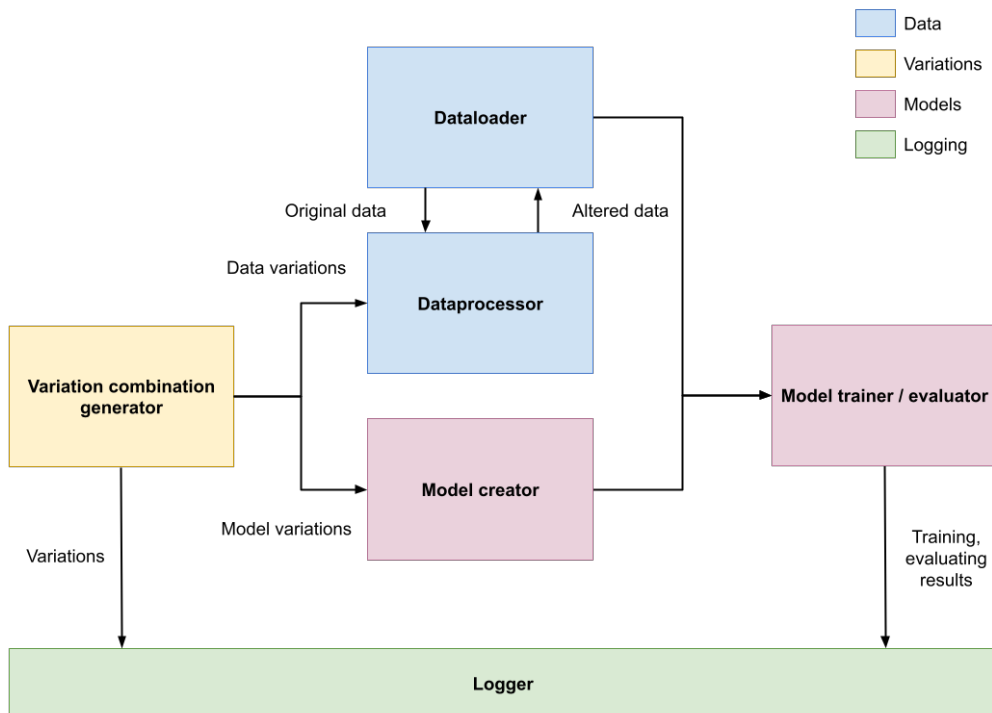 Data
Variations
Models
Logging
Dataloader
Original data
Altered data
Data variations
Dataprocessor
Variation combination
generator
Model trainer / evaluator
Model creator
Model variations
Variations
Training,
evaluating
results
Logger